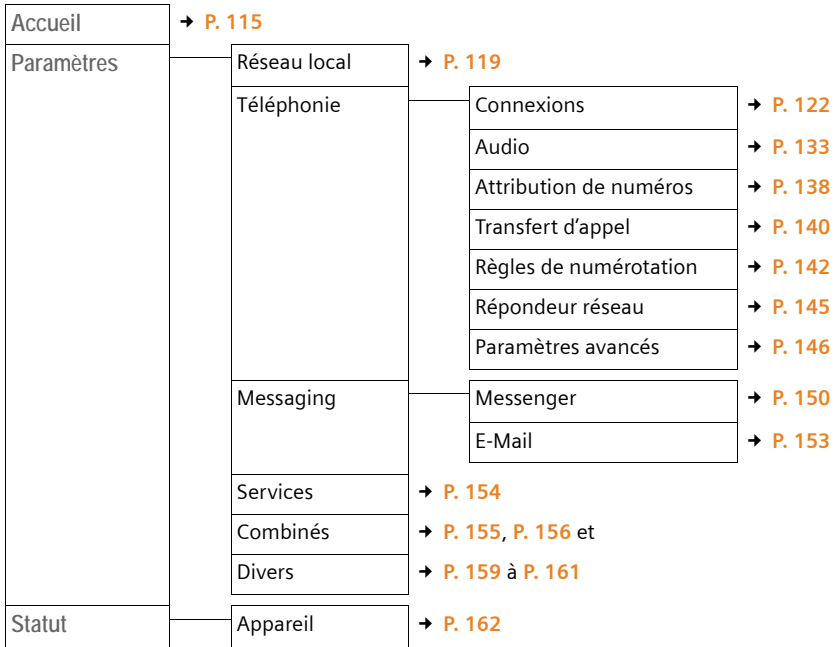 Accueil ➜ P. 115
Paramètres Réseau local ➜ P. 119
Téléphonie Connexions ➜ P. 122
Audio ➜ P. 133
Attribution de numéros ➜ P. 138
Transfert d’appel ➜ P. 140
Règles de numérotation ➜ P. 142
Répondeur réseau ➜ P. 145
Paramètres avancés ➜ P. 146
Messaging Messenger ➜ P. 150
E-Mail ➜ P. 153
Services ➜ P. 154
Combinés ➜ P. 155, P. 156 et
Divers ➜ P. 159 à P. 161
Statut Appareil ➜ P. 162